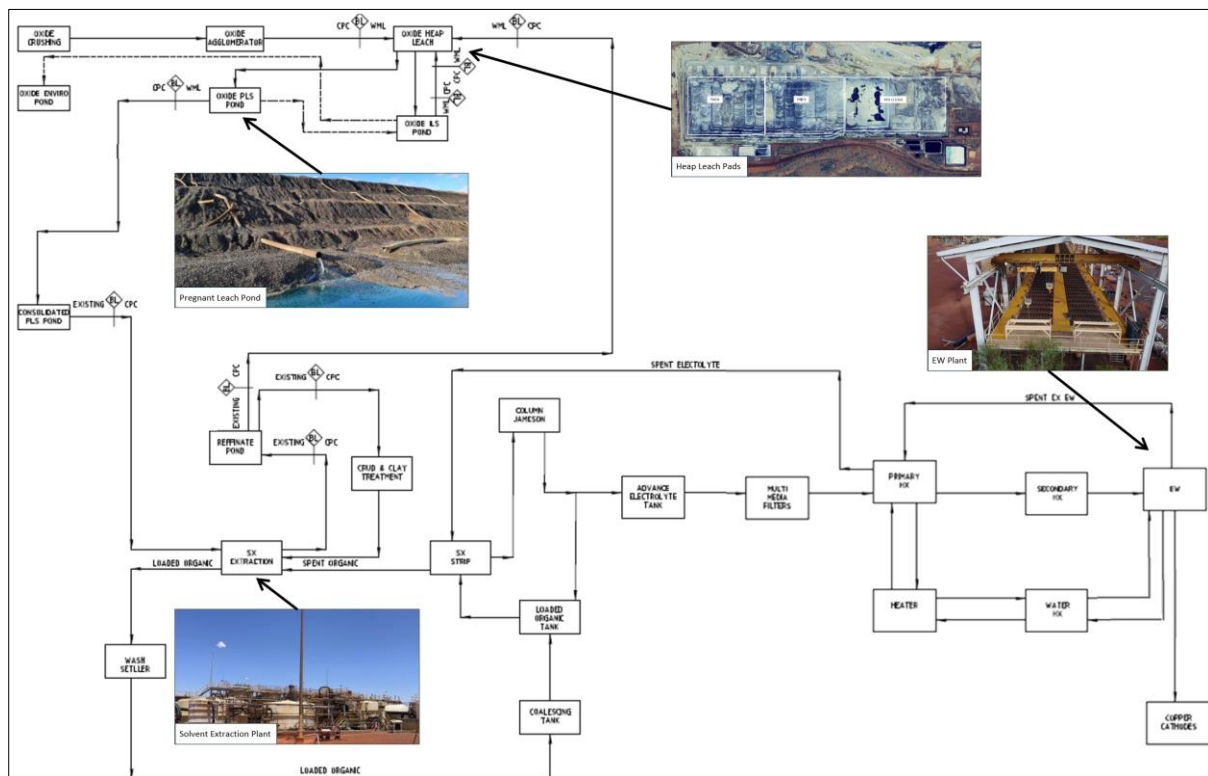 OXIDE
CRUSHING
OXIDE
AGGLOMERATOR
CPC
BL
WML
OXIDE HEAP
LEACH
WML
BL
CPC
OXIDE ENVIRO
POND
CPC
BL
WML
OXIDE PLS
POND
WML
CPC
CPC
WML
OXIDE ILS
POND
Heap Leach Pads
Pregnant Leach Pond
CONSOLIDATED
PLS POND
EXISTING
BL
CPC
EW Plant
SPENT ELECTROLYTE
SPENT EX EW
EXISTING
BL
CPC
EXISTING
BL
CPC
COLUMN
JAMESON
REFFINATE
POND
EXISTING
BL
CPC
CRUD & CLAY
TREATMENT
ADVANCE
ELECTROLYTE
TANK
MULTI
MEDIA
FILTERS
PRIMARY
HX
SECONDARY
HX
EW
SX
EXTRACTION
SPENT ORGANIC
SX
STRIP
LOADED ORGANIC
HEATER
WATER
HX
LOADED
ORGANIC
TANK
WASH
SETLLER
COALESCING
TANK
COPPER
CATHODES
Solvent Extraction Plant
LOADED ORGANIC